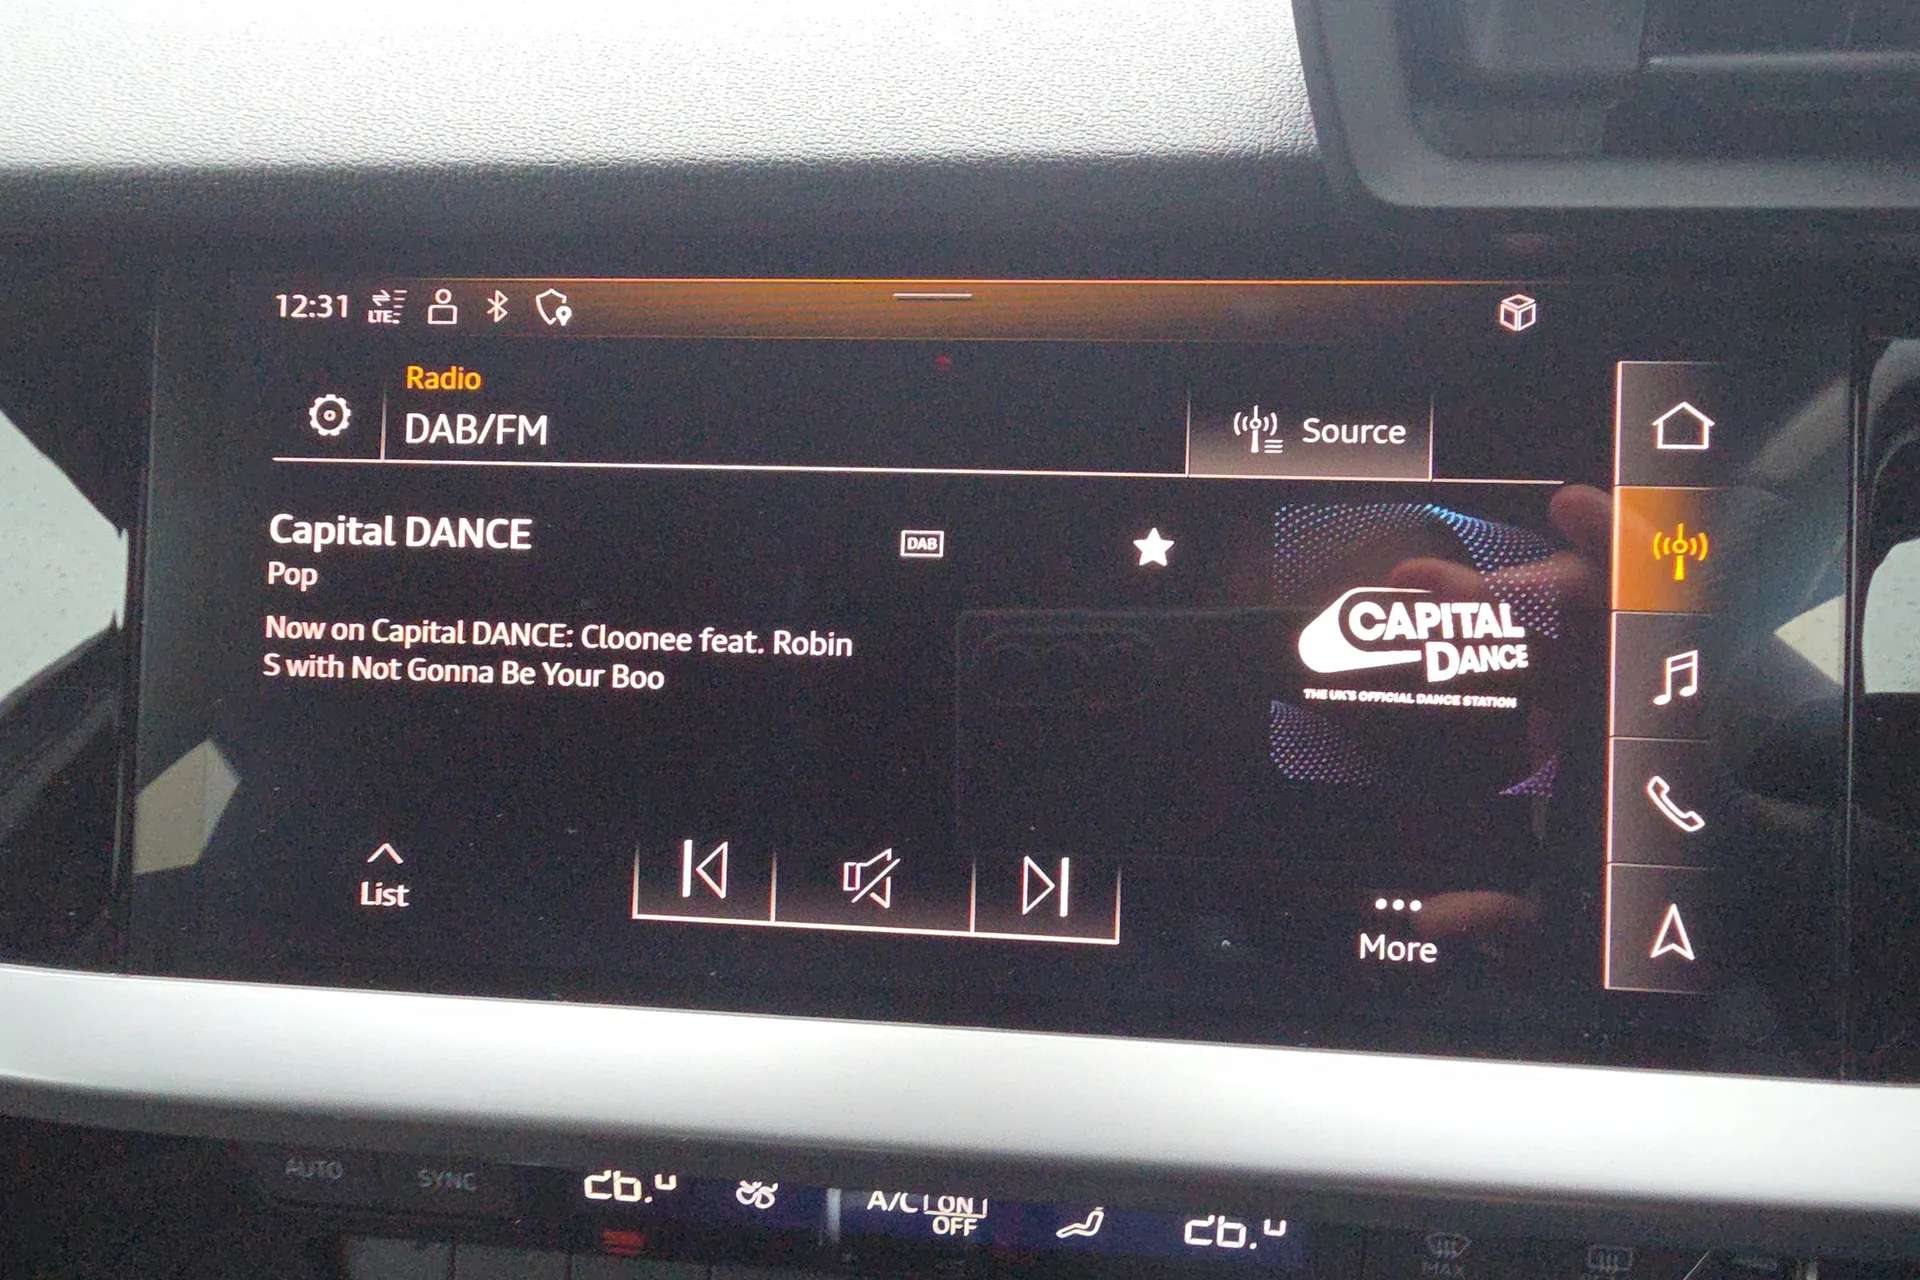 12:31
LTE
Radio
DAB/FM
Source
Capital DANCE
DAB
Pop
Now on Capital DANCE: Cloonee feat. Robin
S with Not Gonna Be Your Boo
CAPITAL
DANCE
THE UK'S OFFICIAL DANCE STATION
List
More
AUTO
SYNC
A/C ON
OFF
MAX